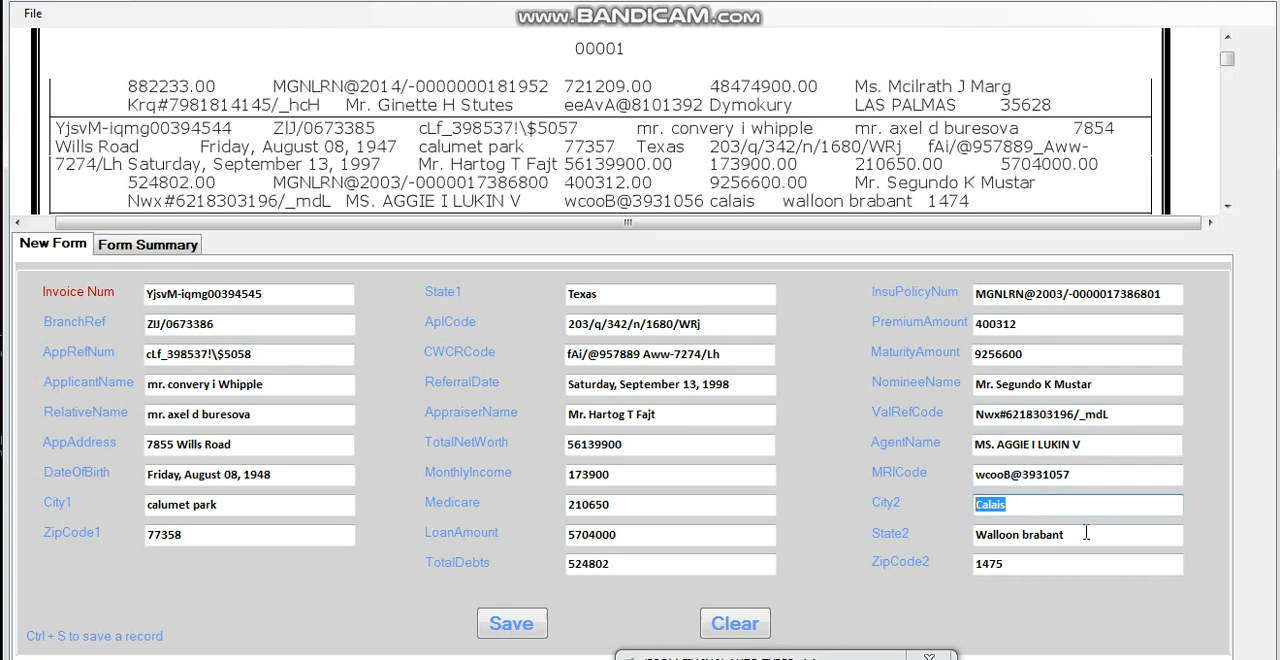 File
www.BANDICAM.com
00001
882233.00 MGNLRN@2014/-0000000181952 721209.00 48474900.00 Ms. Mcilrath J Marg
Krq#7981814145/_hcH Mr. Ginette H Stutes eeAvA@8101392 Dymokury LAS PALMAS 35628
YjsvM-iqmg00394544 ZIJ/0673385 cLf_398537!\$5057 mr. convery i whipple mr. axel d buresova 7854
Wills Road Friday, August 08, 1947 calumet park 77357 Texas 203/q/342/n/1680/WRj fAi/@957889_Aww-
7274/Lh Saturday, September 13, 1997 Mr. Hartog T Fajt 56139900.00 173900.00 210650.00 5704000.00
524802.00 MGNLRN@2003/-0000017386800 400312.00 9256600.00 Mr. Segundo K Mustar
Nwx#6218303196/_mdL MS. AGGIE I LUKIN V wcooB@3931056 calais walloon brabant 1474
New Form Form Summary
Invoice Num YjsvM-iqmg00394545 State1 Texas InsuPolicyNum MGNLRN@2003/-0000017386801
BranchRef ZIJ/0673386 AplCode 203/q/342/n/1680/WRj PremiumAmount 400312
AppRefNum cLf_398537!\$5058 CWCRCode fAi/@957889 Aww-7274/Lh MaturityAmount 9256600
ApplicantName mr. convery i Whipple ReferralDate Saturday, September 13, 1998 NomineeName Mr. Segundo K Mustar
RelativeName mr. axel d buresova AppraiserName Mr. Hartog T Fajt ValRefCode Nwx#6218303196/_mdL
AppAddress 7855 Wills Road TotalNetWorth 56139900 AgentName MS. AGGIE I LUKIN V
DateOfBirth Friday, August 08, 1948 MonthlyIncome 173900 MRICode wcooB@3931057
City1 calumet park Medicare 210650 City2 Calais
ZipCode1 77358 LoanAmount 5704000 State2 Walloon brabant
TotalDebts 524802 ZipCode2 1475
Save Clear
Ctrl + S to save a record